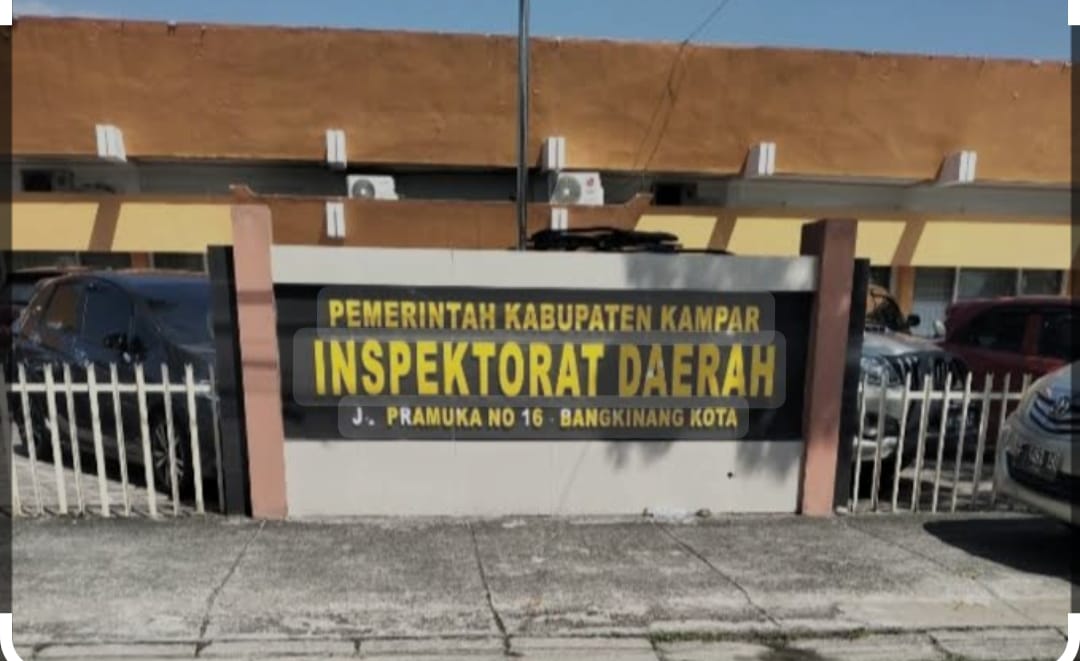 PEMERINTAH KABUPATEN KAMPAR
INSPEKTORAT DAERAH
J. PRAMUKA NO 16 - BANGKINANG KOTA